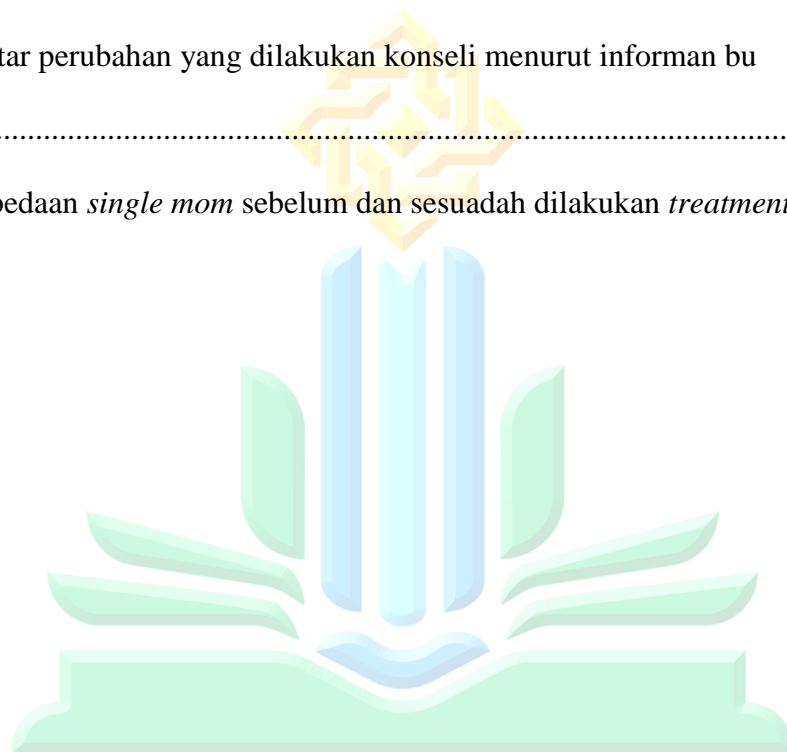 tar perubahan yang dilakukan konseli menurut informan bu
....................................................................................................
bedaan single mom sebelum dan sesuadah dilakukan treatment